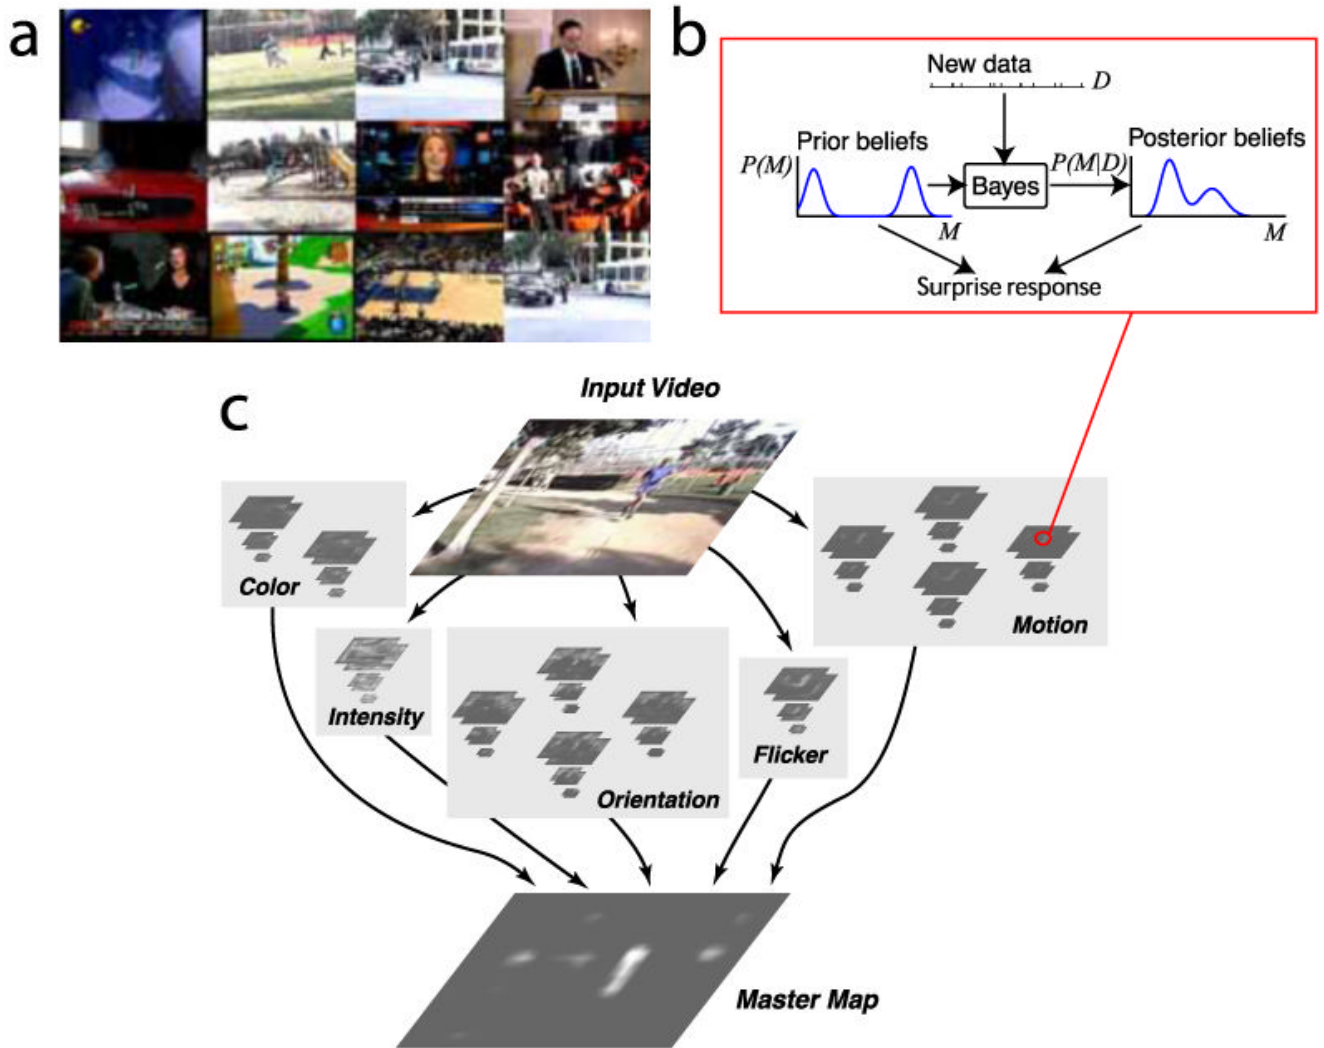 a
b
New data
D
Prior beliefs
Posterior beliefs
P(M)
Bayes
P(M|D)
M
M
Surprise response
c
Input Video
Color
Motion
Intensity
Flicker
Orientation
Master Map